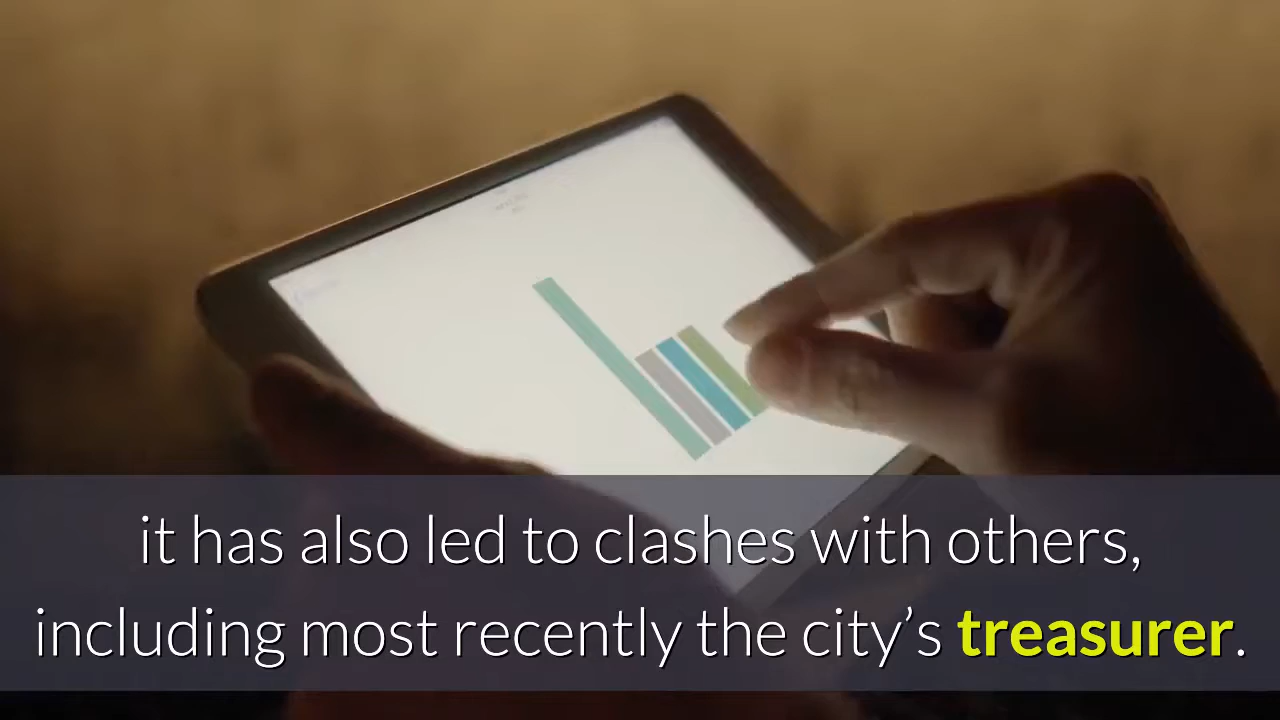 it has also led to clashes with others,
including most recently the city’s treasurer.